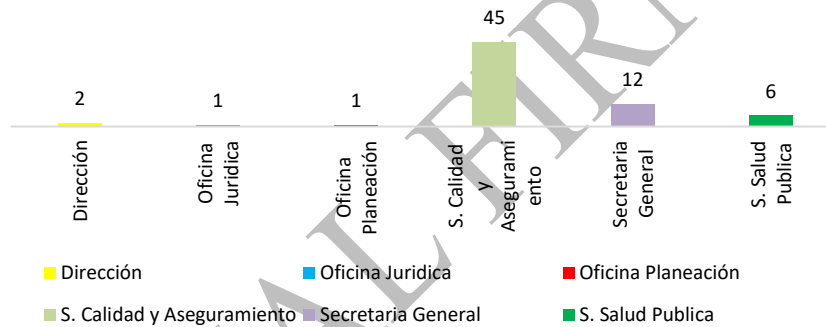 45
12
6
2
1
1
Dirección
Oficina
Juridica
Oficina
Planeación
S. Calidad
y
Asegurami
ento
Secretaria
General
S. Salud
Publica
Dirección
Oficina Juridica
Oficina Planeación
S. Calidad y Aseguramiento
Secretaria General
S. Salud Publica